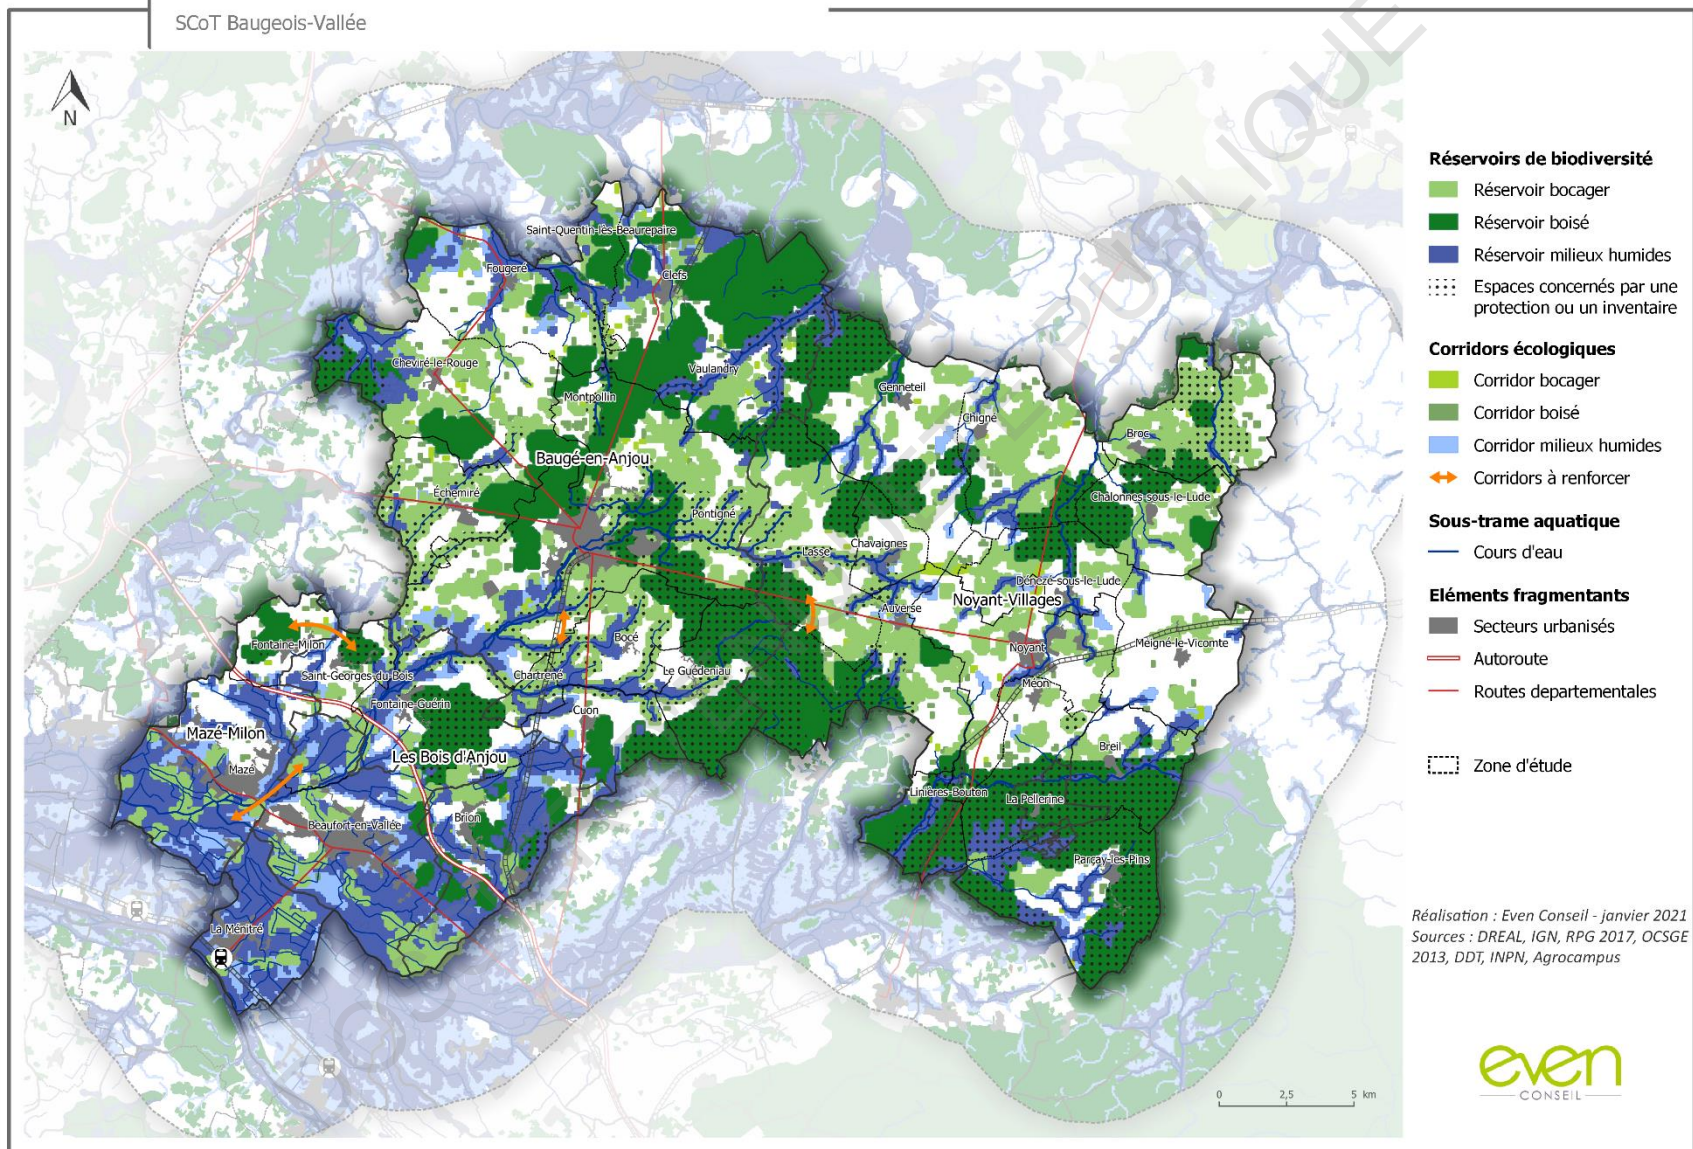 SCoT Baugeois-Vallée
N
Saint-Quentin-lès-Beaurepaire
Fougeré
Clefs
Cheviré-le-Rouge
Vaulandry
Genneteil
Montpollin
Chigné
Broc
Baugé-en-Anjou
Échemiré
Chalonnes-sous-le-Lude
Pontigné
Lasse
Chavaignes
Dénezé-sous-le-Lude
Noyant-Villages
Auverse
Fontaine-Milon
Bocé
Noyant
Meigné-le-Vicomte
Saint-Georges-du-Bois
Chartrené
Le Guédeniau
Méon
Fontaine-Guérin
Cuon
Mazé-Milon
Les Bois d'Anjou
Breil
Mazé
Linières-Bouton
La Pellerine
Beaufort-en-Vallée
Brion
Parçay-les-Pins
La Ménitré
0 2,5 5 km
Réservoirs de biodiversité
Réservoir bocager
Réservoir boisé
Réservoir milieux humides
Espaces concernés par une
protection ou un inventaire
Corridors écologiques
Corridor bocager
Corridor boisé
Corridor milieux humides
Corridors à renforcer
Sous-trame aquatique
Cours d'eau
Eléments fragmentants
Secteurs urbanisés
Autoroute
Routes departementales
Zone d'étude
Réalisation : Even Conseil - janvier 2021
Sources : DREAL, IGN, RPG 2017, OCSGE
2013, DDT, INPN, Agrocampus
even
CONSEIL